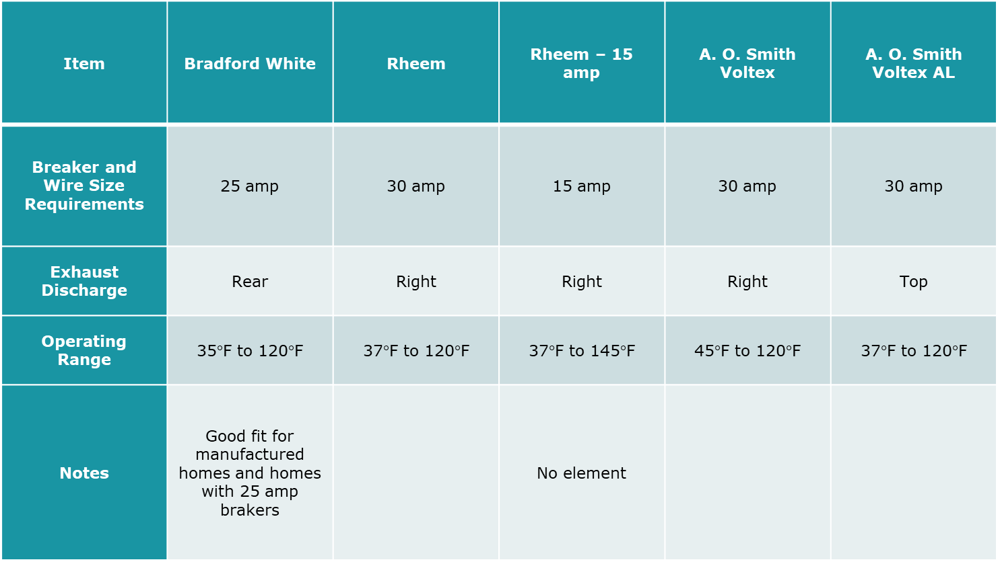 Item
Bradford White
Rheem
Rheem – 15
amp
A. O. Smith
Voltex
A. O. Smith
Voltex AL
Breaker and
Wire Size
Requirements
25 amp
30 amp
15 amp
30 amp
30 amp
Exhaust
Discharge
Rear
Right
Right
Right
Top
Operating
Range
35°F to 120°F
37°F to 120°F
37°F to 145°F
45°F to 120°F
37°F to 120°F
Notes
Good fit for
manufactured
homes and homes
with 25 amp
brakers
No element